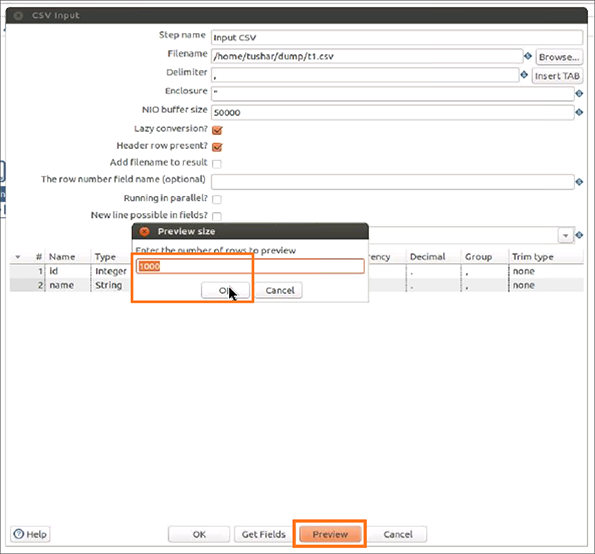 CSV Input
Step name Input CSV
Filename /home/tushar/dump/t1.csv Browse...
Delimiter , Insert TAB
Enclosure "
NIO buffer size 50000
Lazy conversion?
Header row present?
Add filename to result
The row number field name (optional)
Running in parallel?
New line possible in fields?
Preview size
Enter the number of rows to preview
1000
Cancel
# Name Type Decimal Group Trim type
1 id Integer . , none
2 name String . , none
Help OK Get Fields Preview Cancel